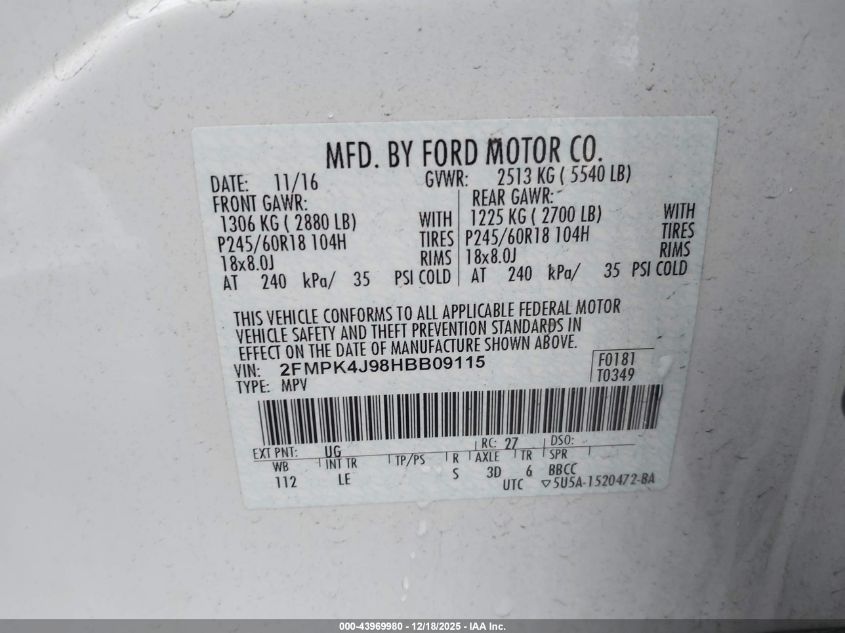 MFD. BY FORD MOTOR CO.
DATE: 11/16 GVWR: 2513 KG ( 5540 LB)
FRONT GAWR: REAR GAWR:
1306 KG ( 2880 LB) WITH 1225 KG ( 2700 LB) WITH
P245/60R18 104H TIRES P245/60R18 104H TIRES
18x8.0J RIMS 18x8.0J RIMS
AT 240 kPa/ 35 PSI COLD AT 240 kPa/ 35 PSI COLD
THIS VEHICLE CONFORMS TO ALL APPLICABLE FEDERAL MOTOR
VEHICLE SAFETY AND THEFT PREVENTION STANDARDS IN
EFFECT ON THE DATE OF MANUFACTURE SHOWN ABOVE.
VIN: 2FMPK4J98HBB09115 F0181
TYPE: MPV T0349
EXT PNT: UG RC: 27 DSO:
WB INT TR TP/PS R AXLE TR SPR
112 LE S 3D 6 BBCC
UTC ▽5U5A-1520472-BA
000-43969980 - 12/18/2025 - IAA Inc.